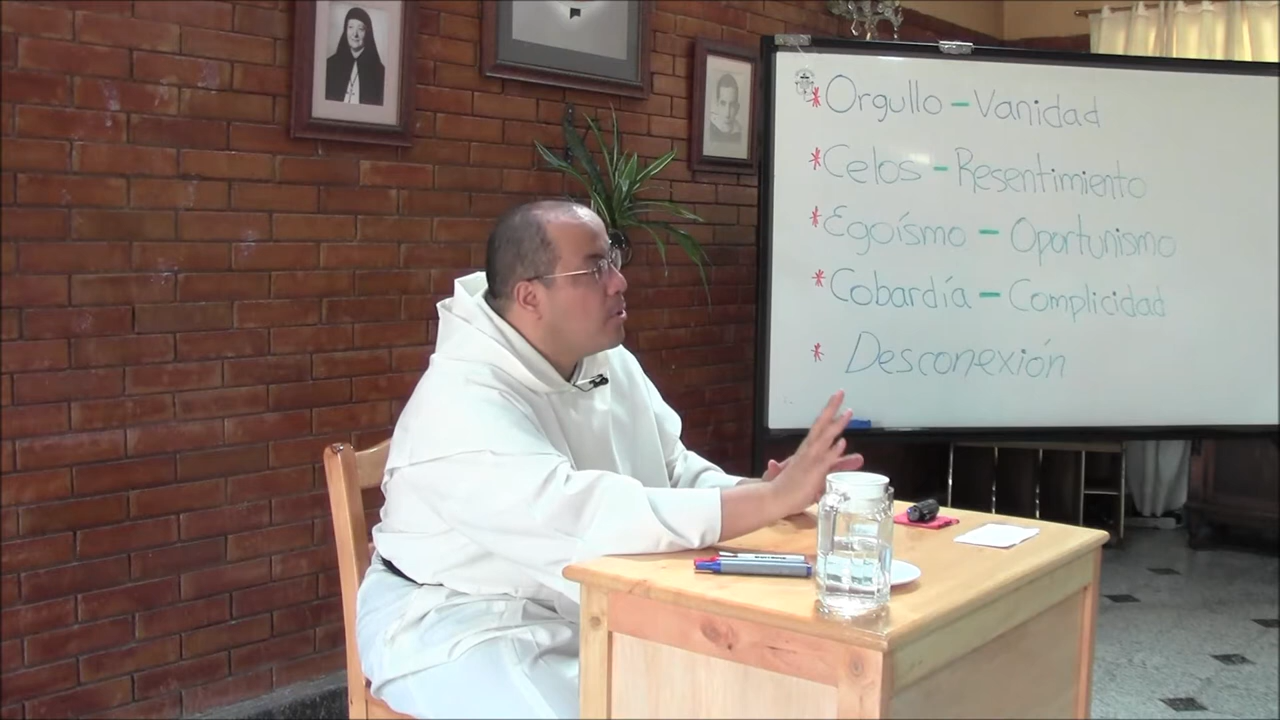 * Orgullo - Vanidad
* Celos - Resentimiento
* Egoísmo - Oportunismo
* Cobardía - Complicidad
* Desconexión